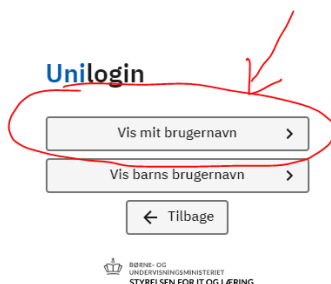 Unilogin
Vis mit brugernavn
Vis barns brugernavn
Tilbage
BØRNE- OG
UNDERVISNINGSMINISTERIET
STYRELSEN FOR IT OG LÆRING